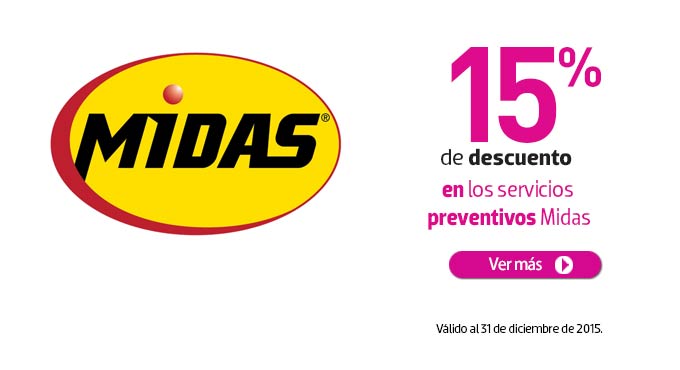 MIDAS®
15%
de descuento
en los servicios
preventivos Midas
Ver más
Válido al 31 de diciembre de 2015.